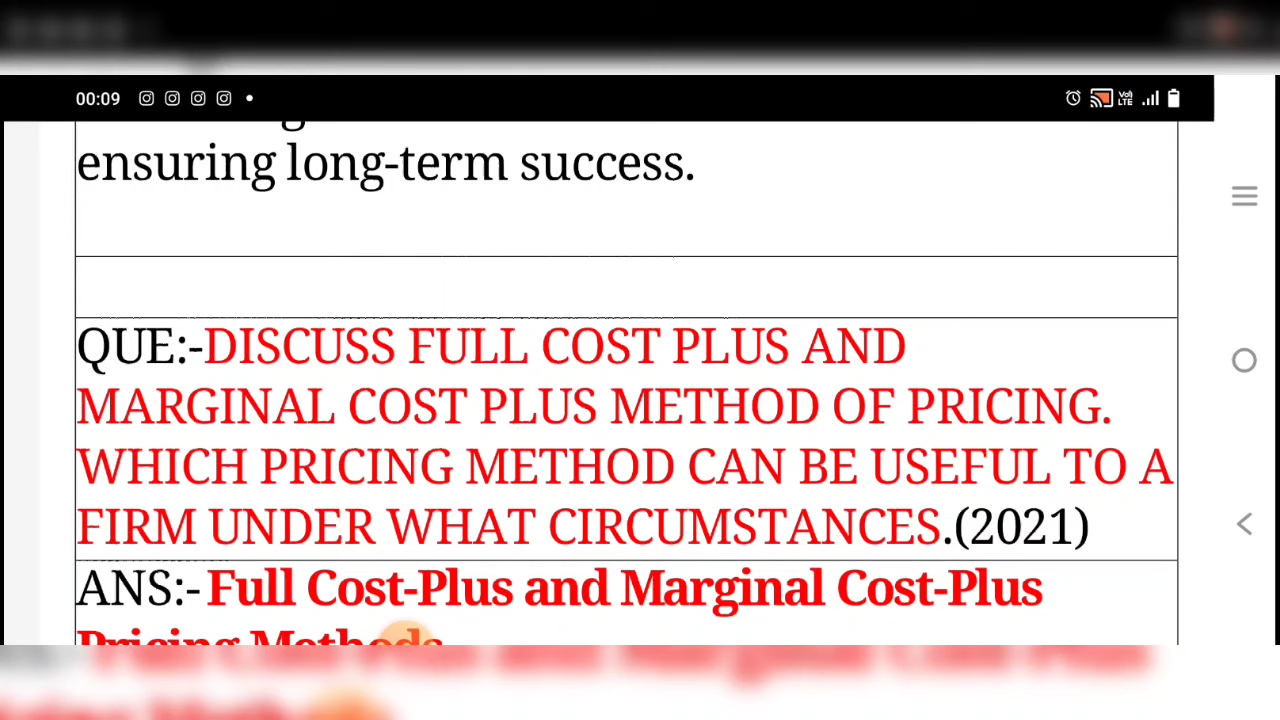 00:09
ensuring long-term success.
QUE:-DISCUSS FULL COST PLUS AND
MARGINAL COST PLUS METHOD OF PRICING.
WHICH PRICING METHOD CAN BE USEFUL TO A
FIRM UNDER WHAT CIRCUMSTANCES.(2021)
ANS:- Full Cost-Plus and Marginal Cost-Plus
Pricing Methods